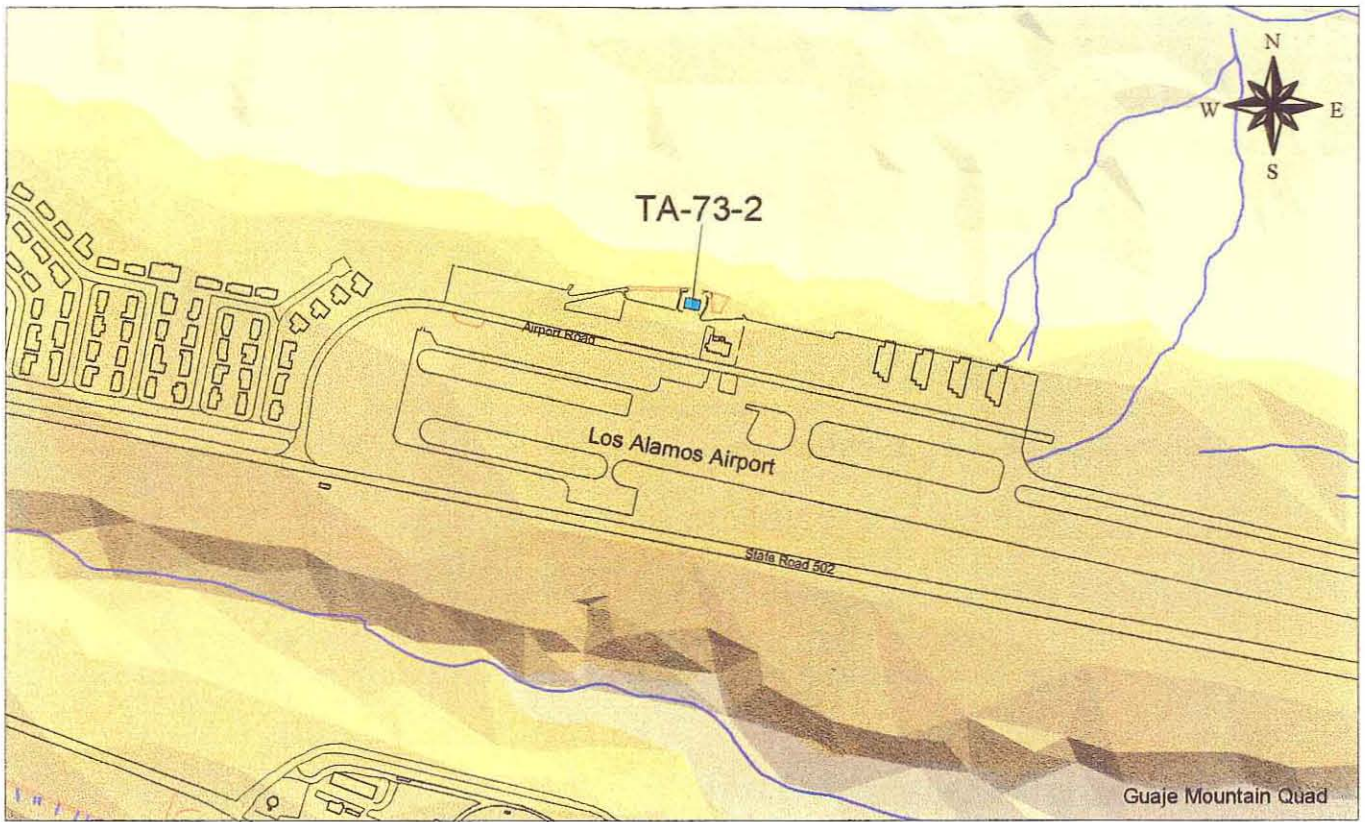 N
W E
S
TA-73-2
Airport Road
Los Alamos Airport
State Road 502
Guaje Mountain Quad